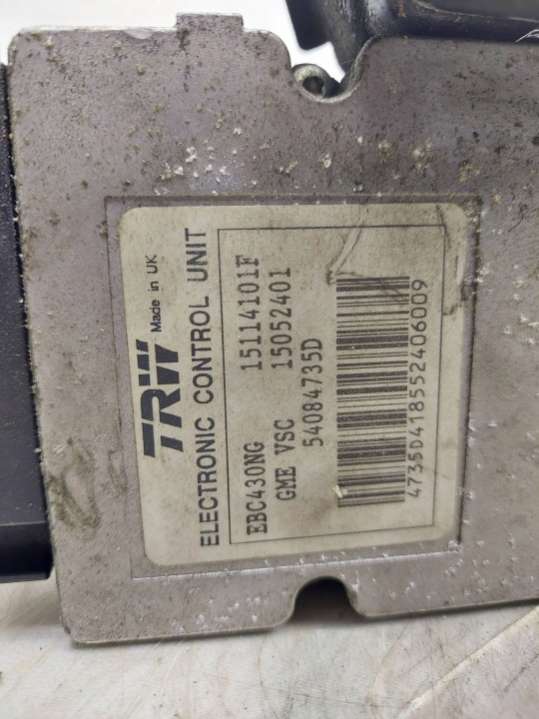 TRW Made in UK
ELECTRONIC CONTROL UNIT
EBC430NG 15114101F
GME VSC 15052401
54084735D
4735D418552406009